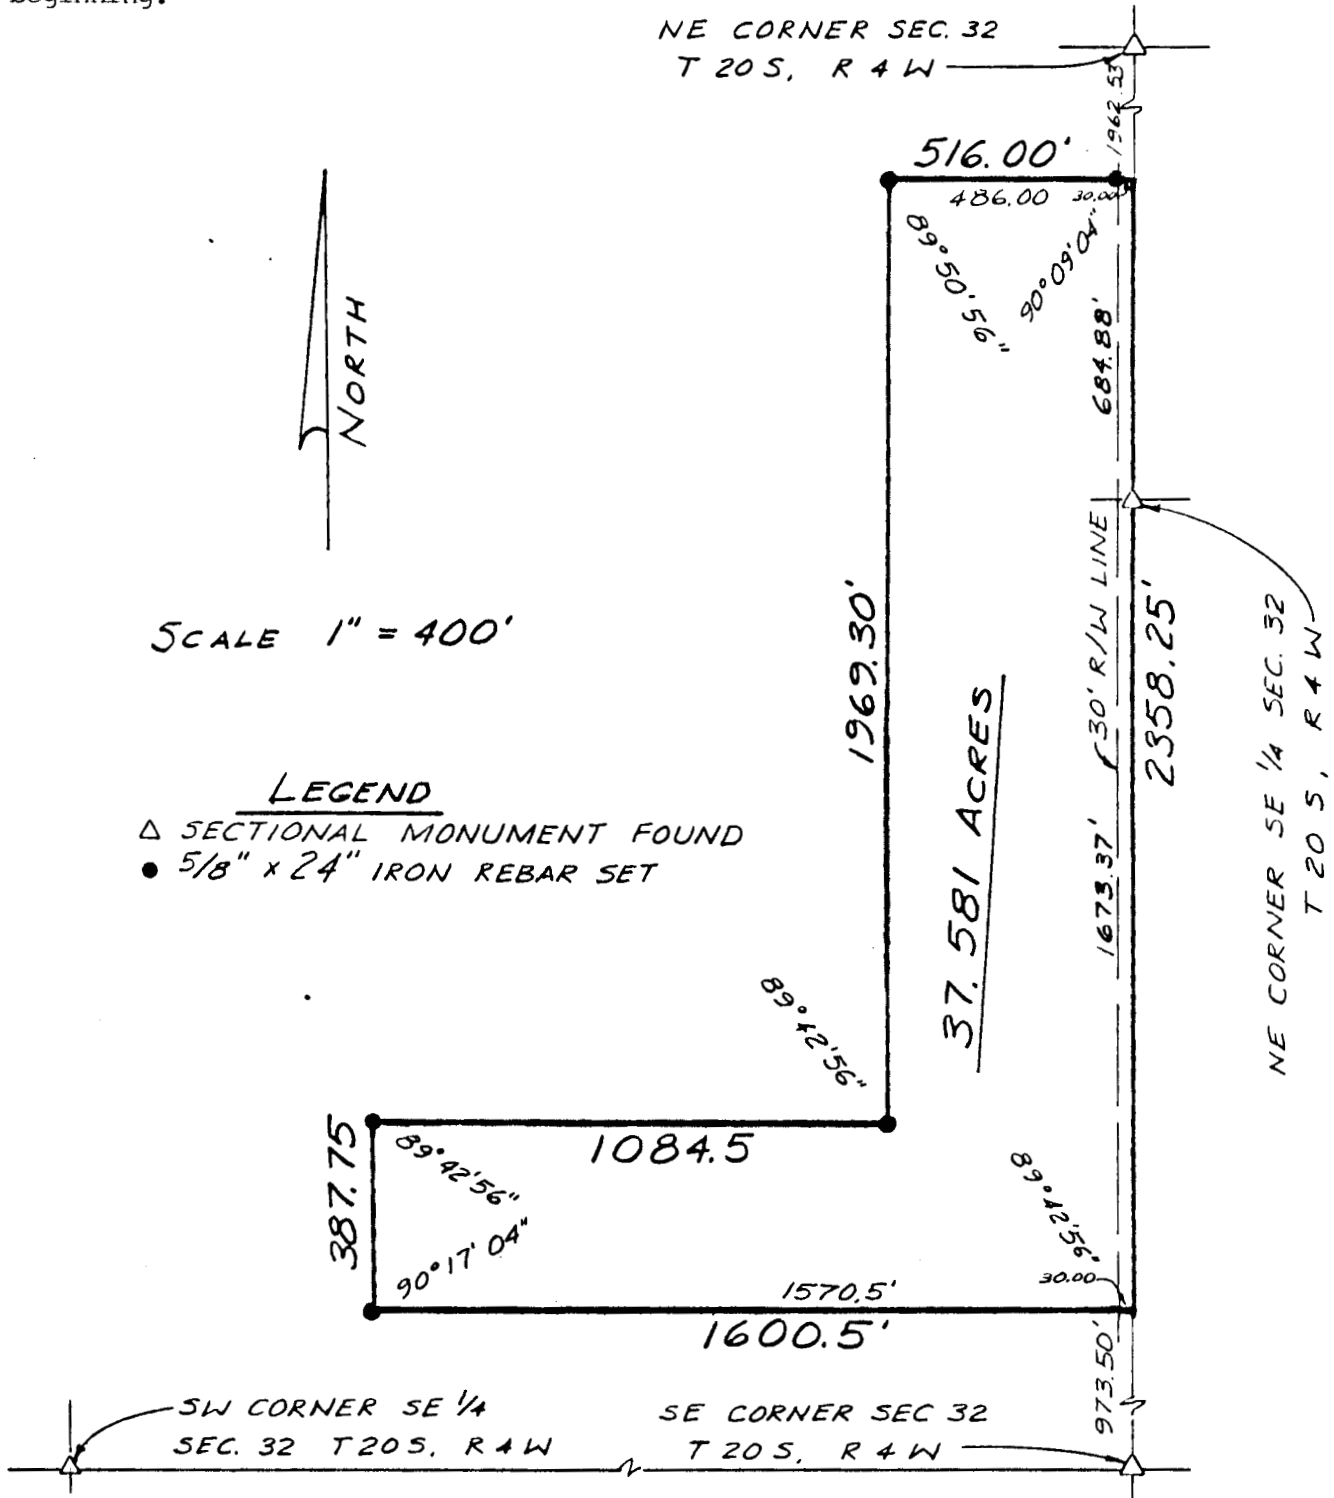 beginning.
NE CORNER SEC. 32
T 20 S, R 4 W
1962.53
516.00'
486.00
30.00
89°50'56"
90°09'04"
684.88'
NORTH
SCALE 1" = 400'
1969.30'
30' R/W LINE
2358.25'
NE CORNER SE 1/4 SEC. 32
T 20 S, R 4 W
LEGEND
△ SECTIONAL MONUMENT FOUND
● 5/8" x 24" IRON REBAR SET
37.581 ACRES
1673.37'
89°42'56"
387.75
1084.5
89°42'56"
90°17'04"
89°42'56"
30.00
1570.5'
1600.5'
973.50'
SW CORNER SE 1/4
SEC. 32 T 20 S, R 4 W
SE CORNER SEC 32
T 20 S, R 4 W